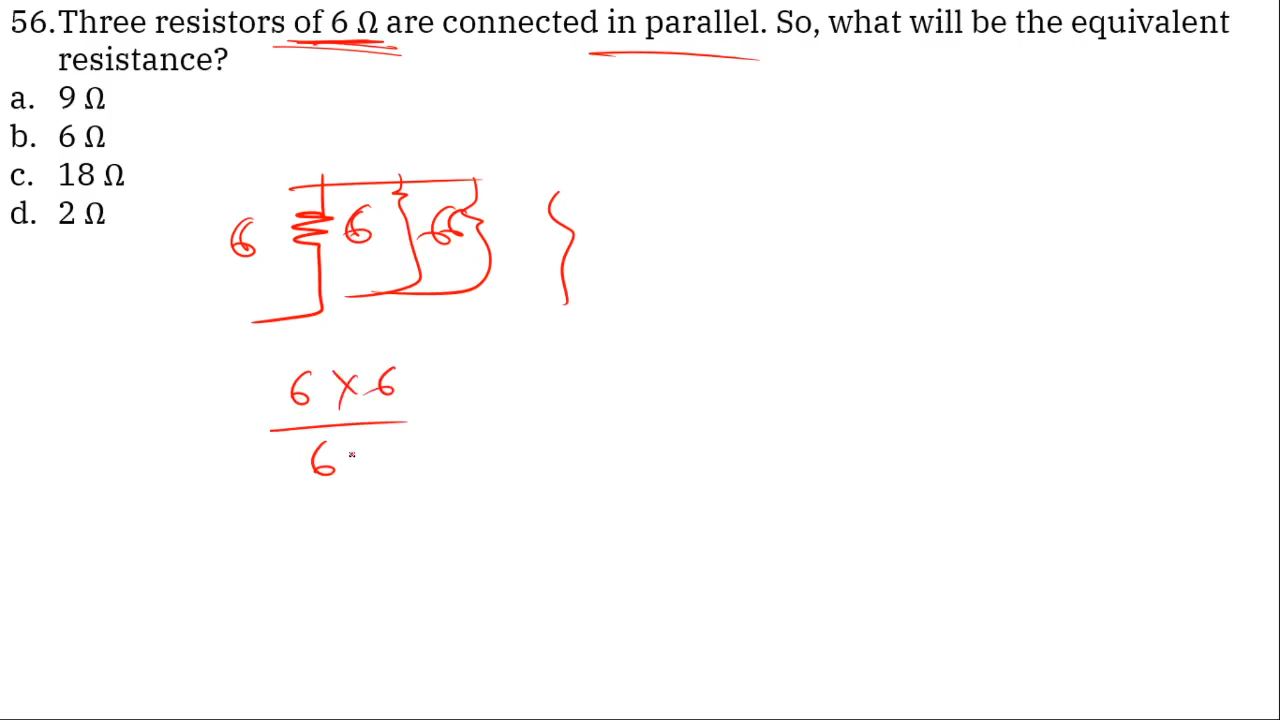 56.Three resistors of 6 Ω are connected in parallel. So, what will be the equivalent
resistance?
a. 9 Ω
b. 6 Ω
c. 18 Ω
d. 2 Ω
6 6 6
6 × 6
6